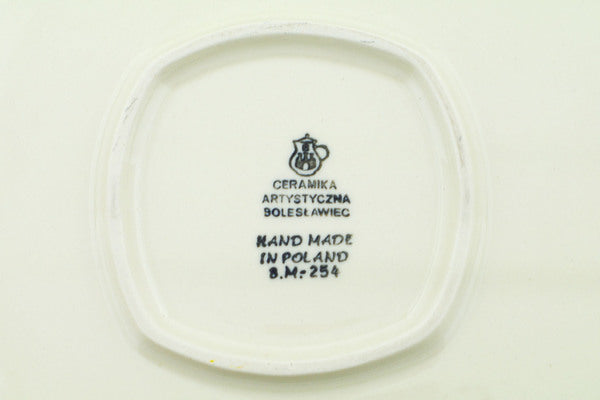 CERAMIKA
ARTYSTYCZNA
BOLESŁAWIEC
HAND MADE
IN POLAND
B.M.-254